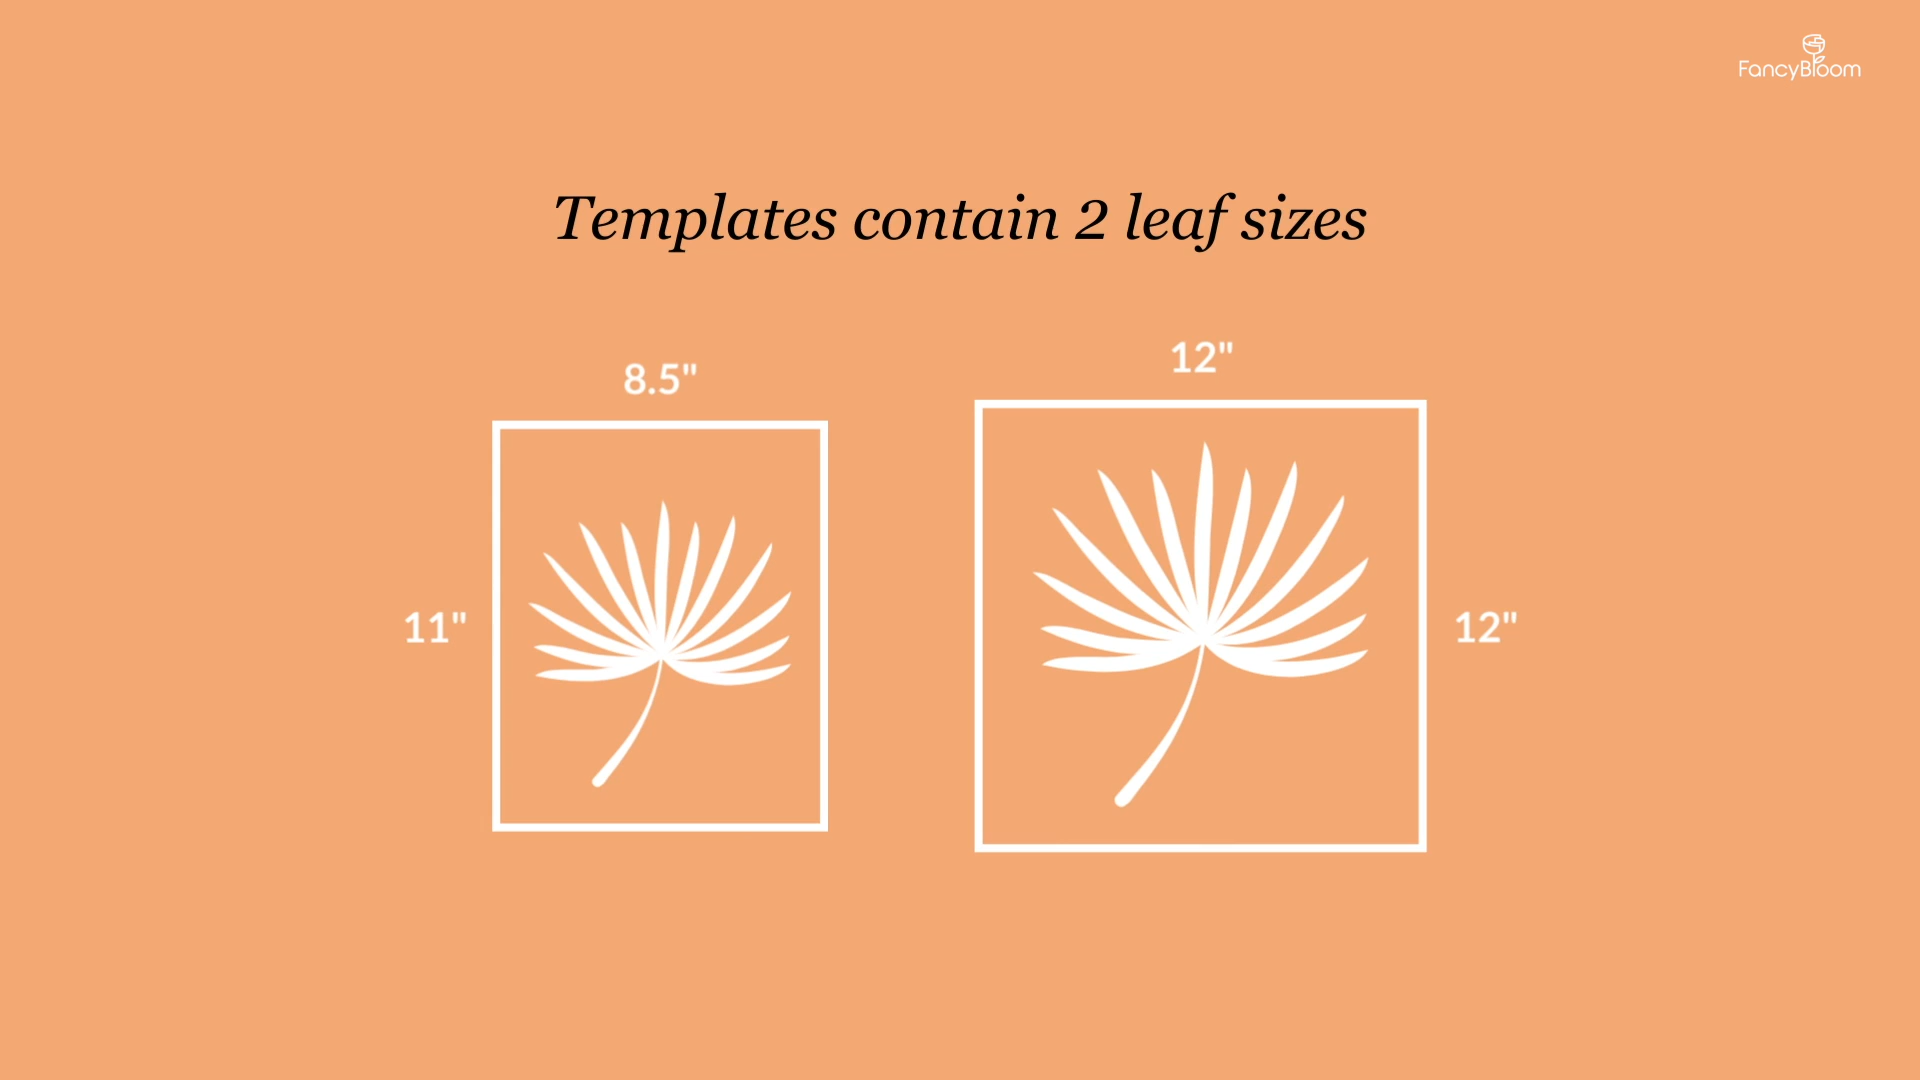 FancyBloom
Templates contain 2 leaf sizes
8.5"
12"
11"
12"